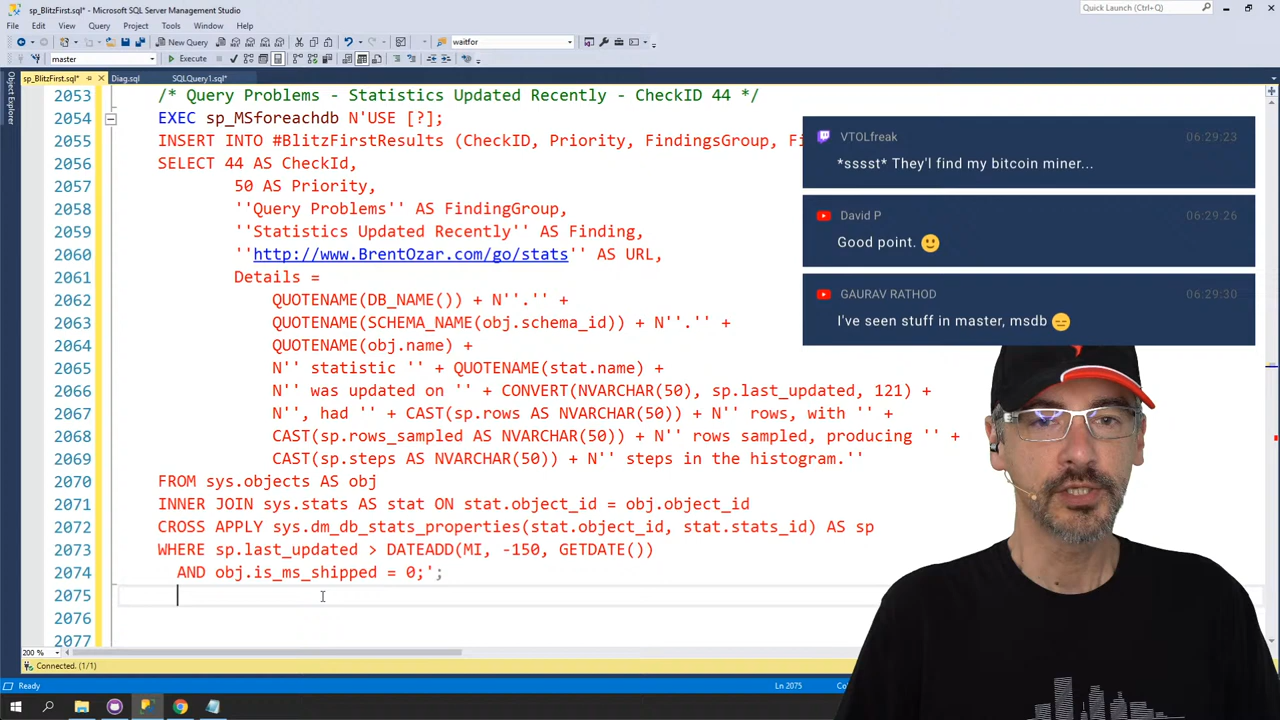 sp_BlitzFirst.sql* - Microsoft SQL Server Management Studio
Quick Launch (Ctrl+Q)
File Edit View Query Project Tools Window Help
New Query
waitfor
master
Execute
sp_BlitzFirst.sql*
Diag.sql
SQLQuery1.sql*
Object Explorer
2053 /* Query Problems - Statistics Updated Recently - CheckID 44 */
2054 EXEC sp_MSforeachdb N'USE [?];
2055 INSERT INTO #BlitzFirstResults (CheckID, Priority, FindingsGroup, Fi
2056 SELECT 44 AS CheckId,
2057 50 AS Priority,
2058 ''Query Problems'' AS FindingGroup,
2059 ''Statistics Updated Recently'' AS Finding,
2060 ''http://www.BrentOzar.com/go/stats'' AS URL,
2061 Details =
2062 QUOTENAME(DB_NAME()) + N''.'' +
2063 QUOTENAME(SCHEMA_NAME(obj.schema_id)) + N''.'' +
2064 QUOTENAME(obj.name) +
2065 N'' statistic '' + QUOTENAME(stat.name) +
2066 N'' was updated on '' + CONVERT(NVARCHAR(50), sp.last_updated, 121) +
2067 N'', had '' + CAST(sp.rows AS NVARCHAR(50)) + N'' rows, with '' +
2068 CAST(sp.rows_sampled AS NVARCHAR(50)) + N'' rows sampled, producing '' +
2069 CAST(sp.steps AS NVARCHAR(50)) + N'' steps in the histogram.''
2070 FROM sys.objects AS obj
2071 INNER JOIN sys.stats AS stat ON stat.object_id = obj.object_id
2072 CROSS APPLY sys.dm_db_stats_properties(stat.object_id, stat.stats_id) AS sp
2073 WHERE sp.last_updated > DATEADD(MI, -150, GETDATE())
2074 AND obj.is_ms_shipped = 0;';
2075
2076
2077
VTOLfreak 06:29:23
*sssst* They'l find my bitcoin miner...
David P 06:29:26
Good point. 🙂
GAURAV RATHOD 06:29:30
I've seen stuff in master, msdb 😑
200 %
Connected. (1/1)
Ready
Ln 2075